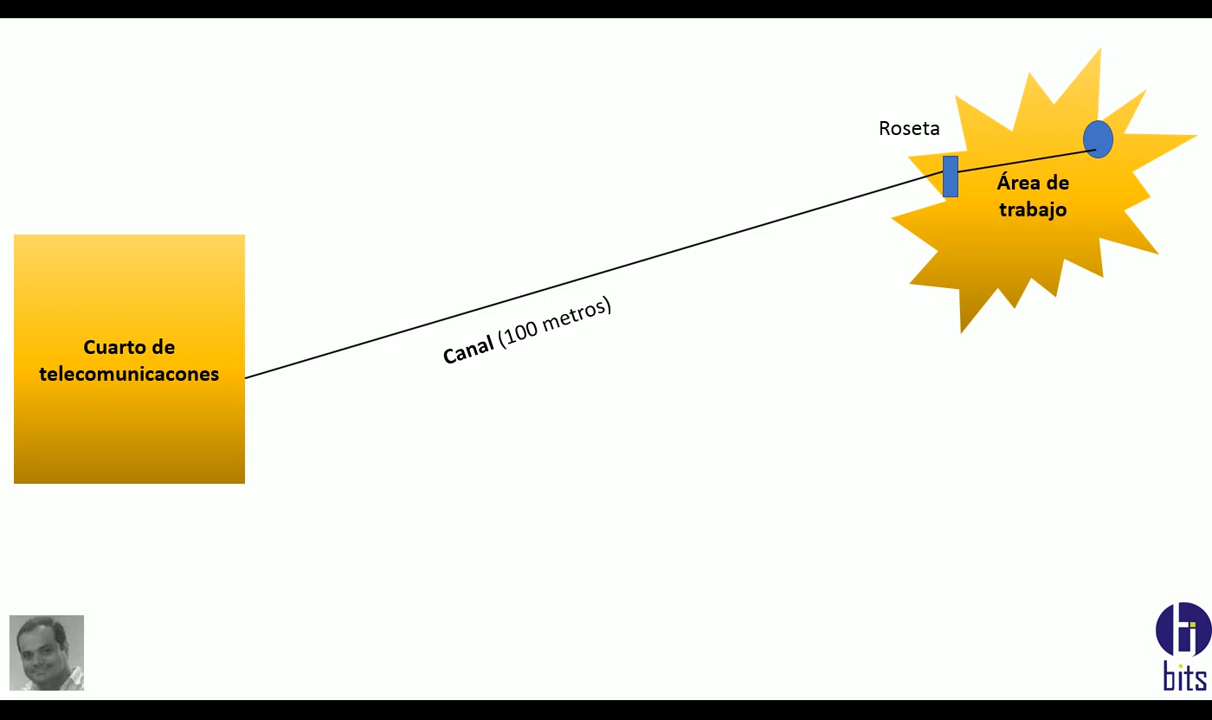 Roseta
Área de
trabajo
Cuarto de
telecomunicacones
Canal (100 metros)
bits